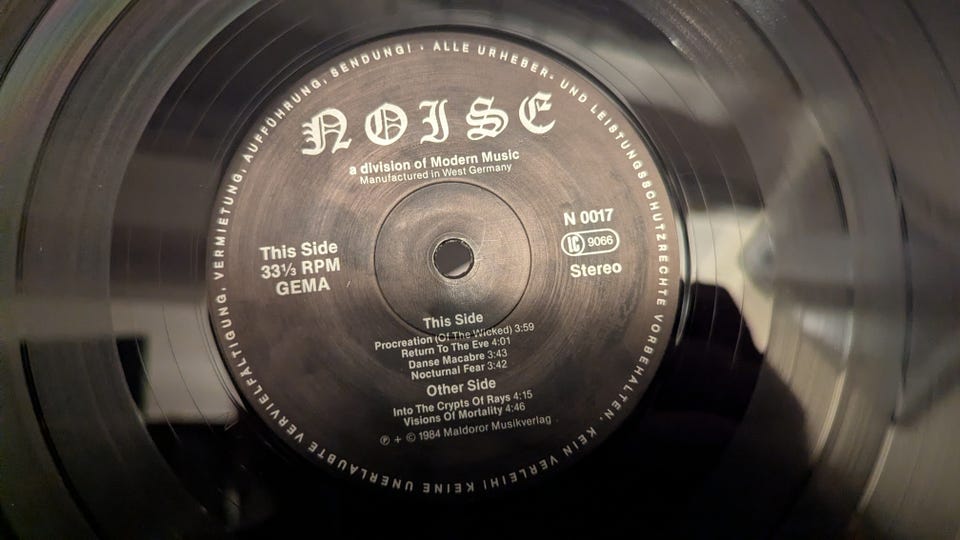 NOISE
a division of Modern Music
Manufactured in West Germany
This Side
33⅓ RPM
GEMA
N 0017
LC 9066
Stereo
This Side
Procreation (Of The Wicked) 3:59
Return To The Eve 4:01
Danse Macabre 3:43
Nocturnal Fear 3:42
Other Side
Into The Crypts Of Rays 4:15
Visions Of Mortality 4:46
℗ + © 1984 Maldoror Musikverlag
ALLE URHEBER- UND LEISTUNGSSCHUTZRECHTE VORBEHALTEN. KEIN VERLEIH! KEINE UNERLAUBTE VERVIELFÄLTIGUNG, VERMIETUNG, AUFFÜHRUNG, SENDUNG! ·